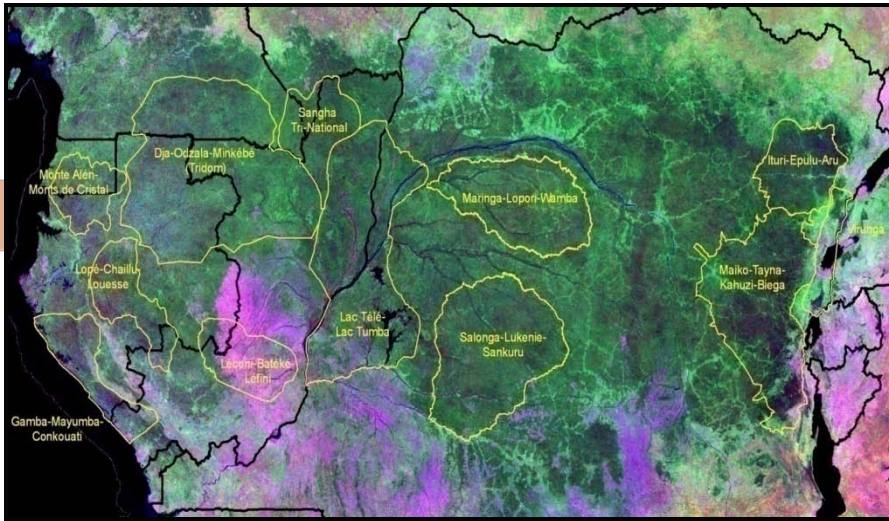 Sangha
Tri-National
Dja-Odzala-Minkébé
(Tridom)
Monte Alén-
Monts de Cristal
Ituri-Epulu-Aru
Maringa-Lopori-Wamba
Virunga
Lopé-Chaillu
Louesse
Maiko-Tayna-
Kahuzi-Biega
Lac Télé-
Lac Tumba
Salonga-Lukenie-
Sankuru
Léconi-Batéké-
Léfini
Gamba-Mayumba-
Conkouati